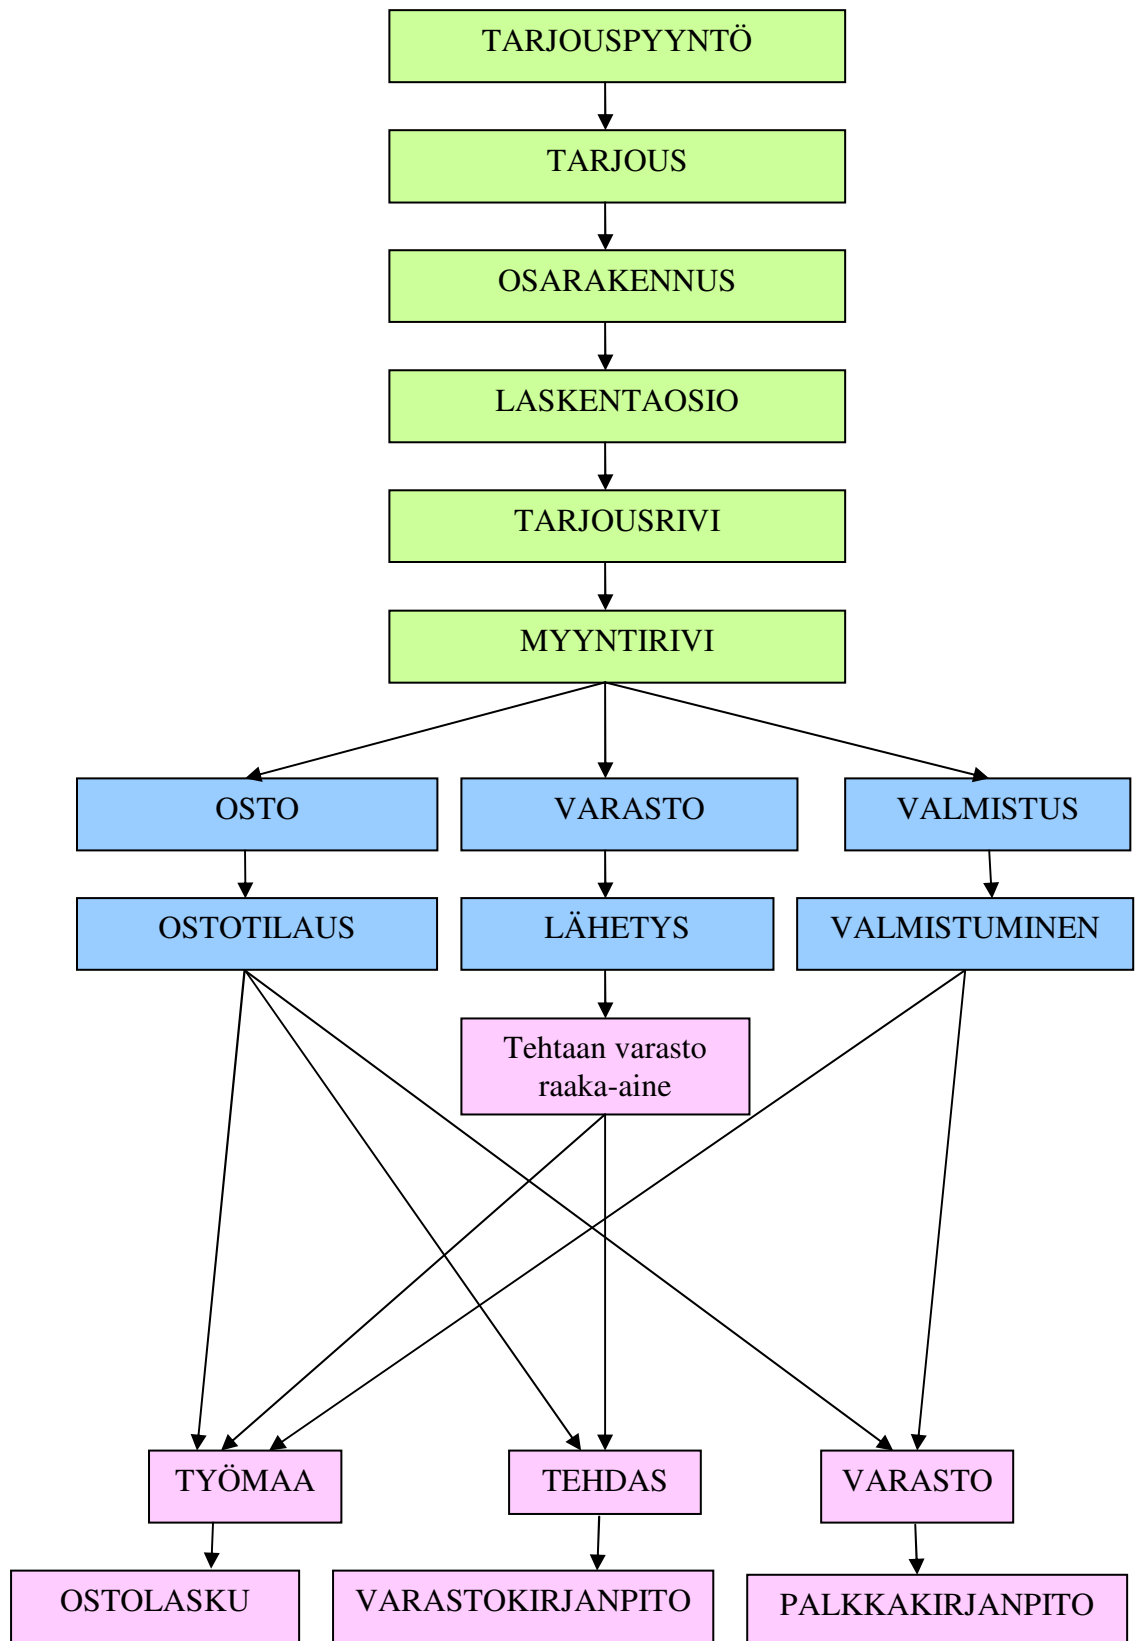 TARJOUSPYYNTÖ
TARJOUS
OSARAKENNUS
LASKENTAOSIO
TARJOUSRIVI
MYYNTIRIVI
OSTO
VARASTO
VALMISTUS
OSTOTILAUS
LÄHETYS
VALMISTUMINEN
Tehtaan varasto
raaka-aine
TYÖMAA
TEHDAS
VARASTO
OSTOLASKU
VARASTOKIRJANPITO
PALKKAKIRJANPITO